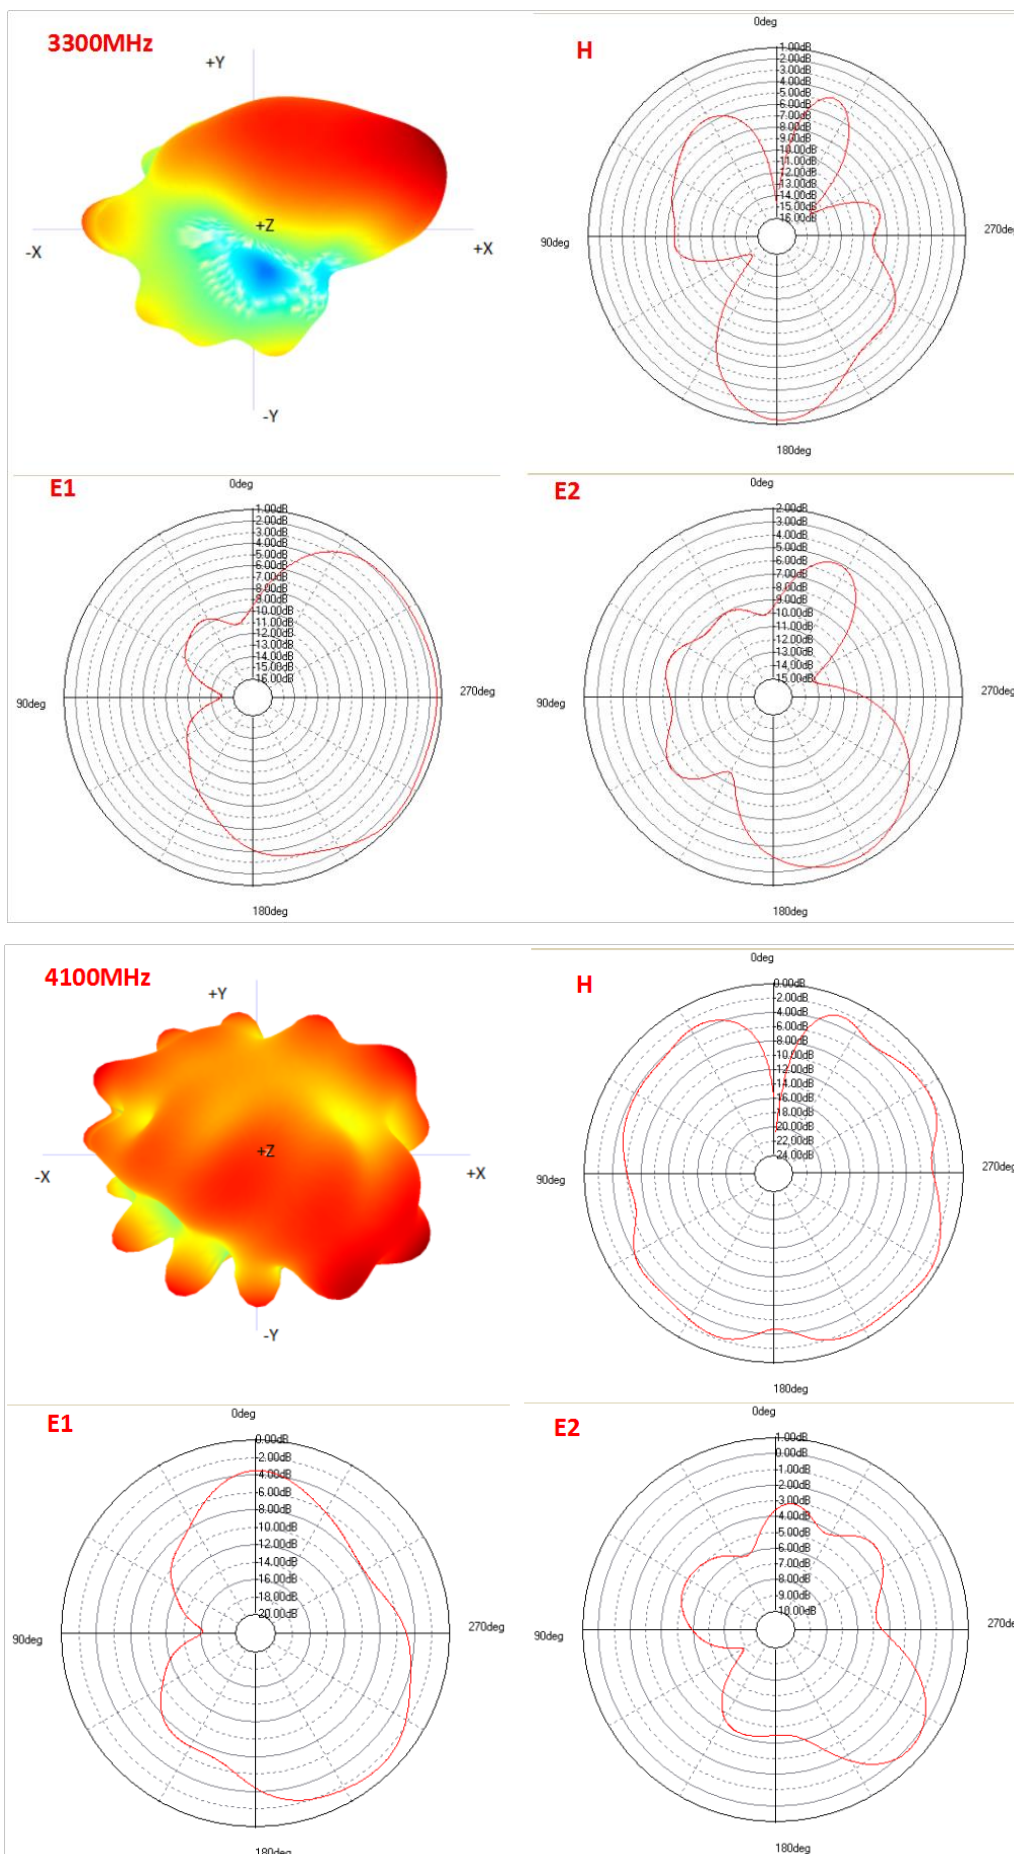 3300MHz
+Y
+Z
-X
+X
-Y
H
0deg
1.00dB
2.00dB
3.00dB
4.00dB
5.00dB
6.00dB
7.00dB
8.00dB
9.00dB
10.00dB
11.00dB
12.00dB
13.00dB
14.00dB
15.00dB
16.00dB
90deg
270deg
180deg
E1
0deg
1.00dB
2.00dB
3.00dB
4.00dB
5.00dB
6.00dB
7.00dB
8.00dB
9.00dB
10.00dB
11.00dB
12.00dB
13.00dB
14.00dB
15.00dB
16.00dB
90deg
270deg
180deg
E2
0deg
2.00dB
3.00dB
4.00dB
5.00dB
6.00dB
7.00dB
8.00dB
9.00dB
10.00dB
11.00dB
12.00dB
13.00dB
14.00dB
15.00dB
90deg
270deg
180deg
4100MHz
+Y
+Z
-X
+X
-Y
H
0deg
0.00dB
2.00dB
4.00dB
6.00dB
8.00dB
10.00dB
12.00dB
14.00dB
16.00dB
18.00dB
20.00dB
22.00dB
24.00dB
90deg
270deg
180deg
E1
0deg
0.00dB
2.00dB
4.00dB
6.00dB
8.00dB
10.00dB
12.00dB
14.00dB
16.00dB
18.00dB
20.00dB
90deg
270deg
180deg
E2
0deg
1.00dB
0.00dB
1.00dB
2.00dB
3.00dB
4.00dB
5.00dB
6.00dB
7.00dB
8.00dB
9.00dB
10.00dB
90deg
270deg
180deg